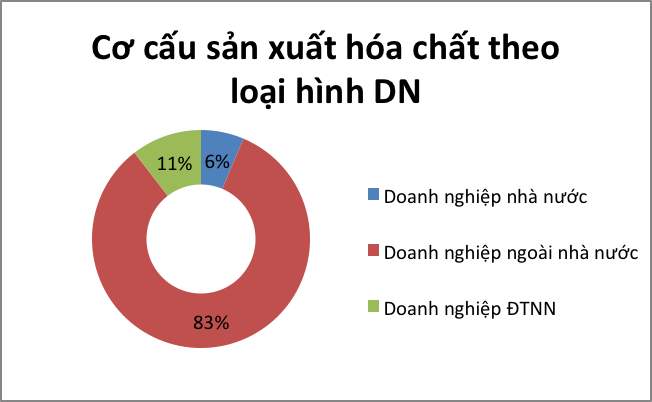 Cơ cấu sản xuất hóa chất theo
loại hình DN
11%
6%
83%
Doanh nghiệp nhà nước
Doanh nghiệp ngoài nhà nước
Doanh nghiệp ĐTNN